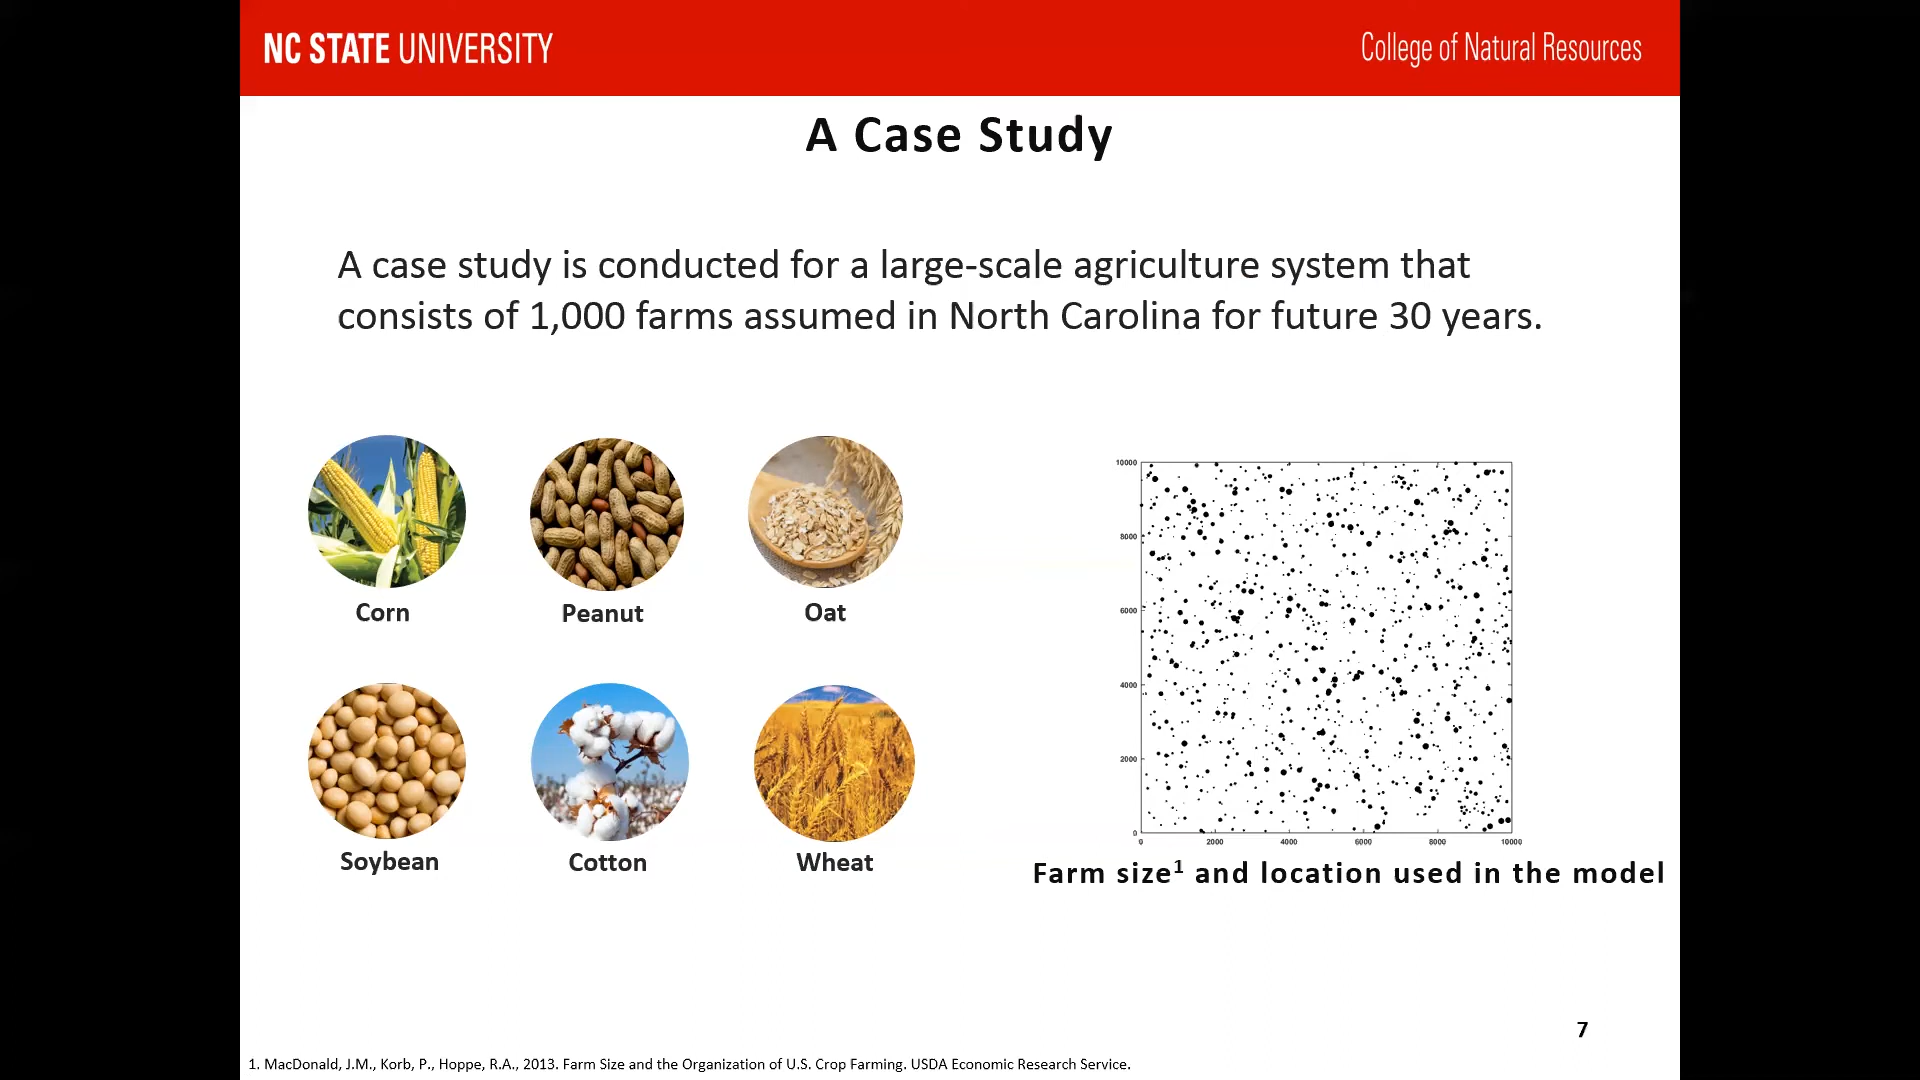 NC STATE UNIVERSITY
College of Natural Resources
A Case Study
A case study is conducted for a large-scale agriculture system that
consists of 1,000 farms assumed in North Carolina for future 30 years.
Corn
Peanut
Oat
Soybean
Cotton
Wheat
10000
8000
6000
4000
2000
0
0 2000 4000 6000 8000 10000
Farm size¹ and location used in the model
7
1. MacDonald, J.M., Korb, P., Hoppe, R.A., 2013. Farm Size and the Organization of U.S. Crop Farming. USDA Economic Research Service.